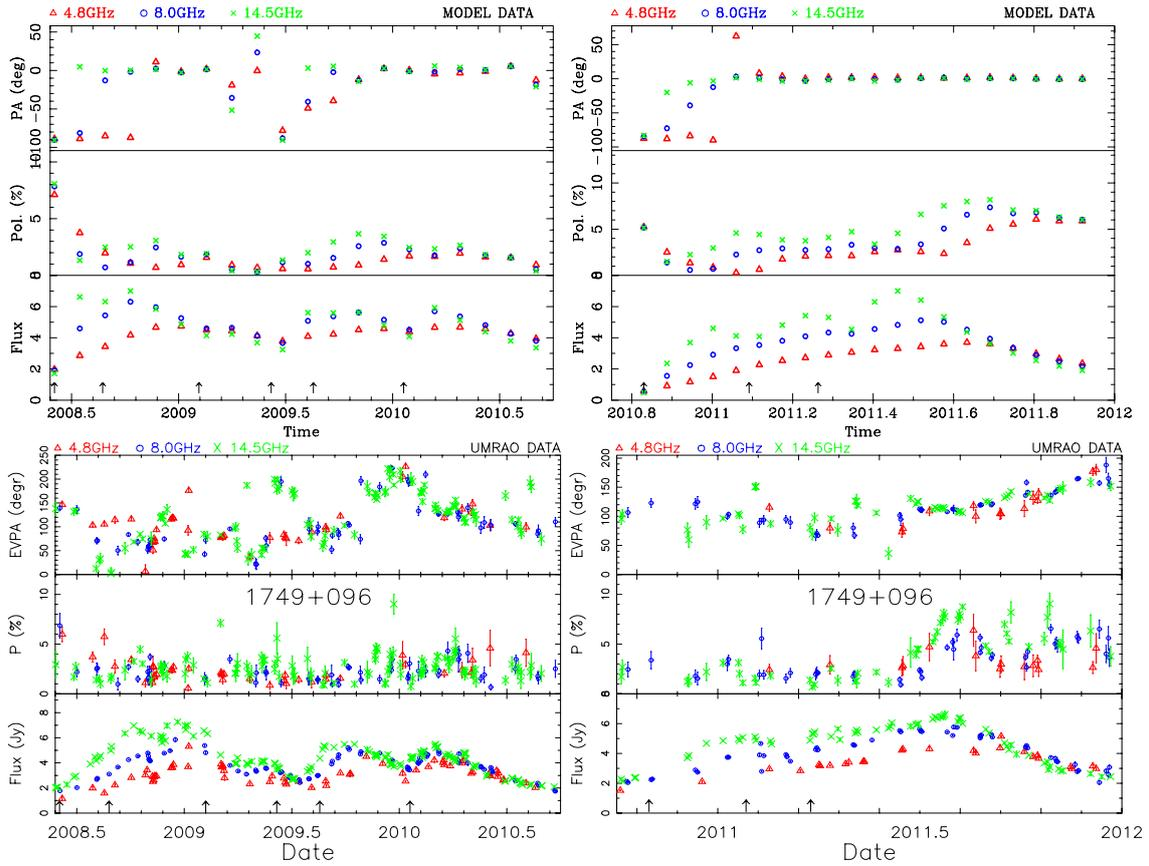 △ 4.8GHz ○ 8.0GHz × 14.5GHz MODEL DATA
PA (deg)
50
0
−50
−100
Pol. (%)
10
5
0
Flux
6
4
2
0
2008.5 2009 2009.5 2010 2010.5
Time
△ 4.8GHz ○ 8.0GHz × 14.5GHz MODEL DATA
PA (deg)
50
0
−50
−100
Pol. (%)
10
5
0
Flux
6
4
2
0
2010.8 2011 2011.2 2011.4 2011.6 2011.8 2012
Time
△ 4.8GHz ○ 8.0GHz X 14.5GHz UMRAO DATA
EVPA (degr)
250
200
150
100
50
0
1749+096
P (%)
10
5
0
Flux (Jy)
8
6
4
2
0
2008.5 2009 2009.5 2010 2010.5
Date
△ 4.8GHz ○ 8.0GHz X 14.5GHz UMRAO DATA
EVPA (degr)
200
150
100
50
0
1749+096
P (%)
10
5
0
Flux (Jy)
6
4
2
0
2011 2011.5 2012
Date